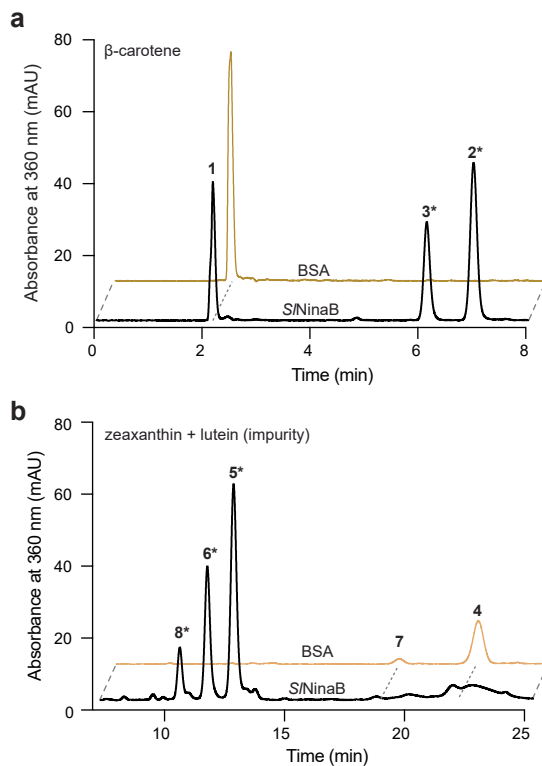 a
β-carotene
Absorbance at 360 nm (mAU)
80
60
40
20
0
1
3*
2*
BSA
SlNinaB
0
2
4
6
8
Time (min)
b
zeaxanthin + lutein (impurity)
Absorbance at 360 nm (mAU)
80
60
40
20
0
5*
6*
8*
7
4
BSA
SlNinaB
10
15
20
25
Time (min)